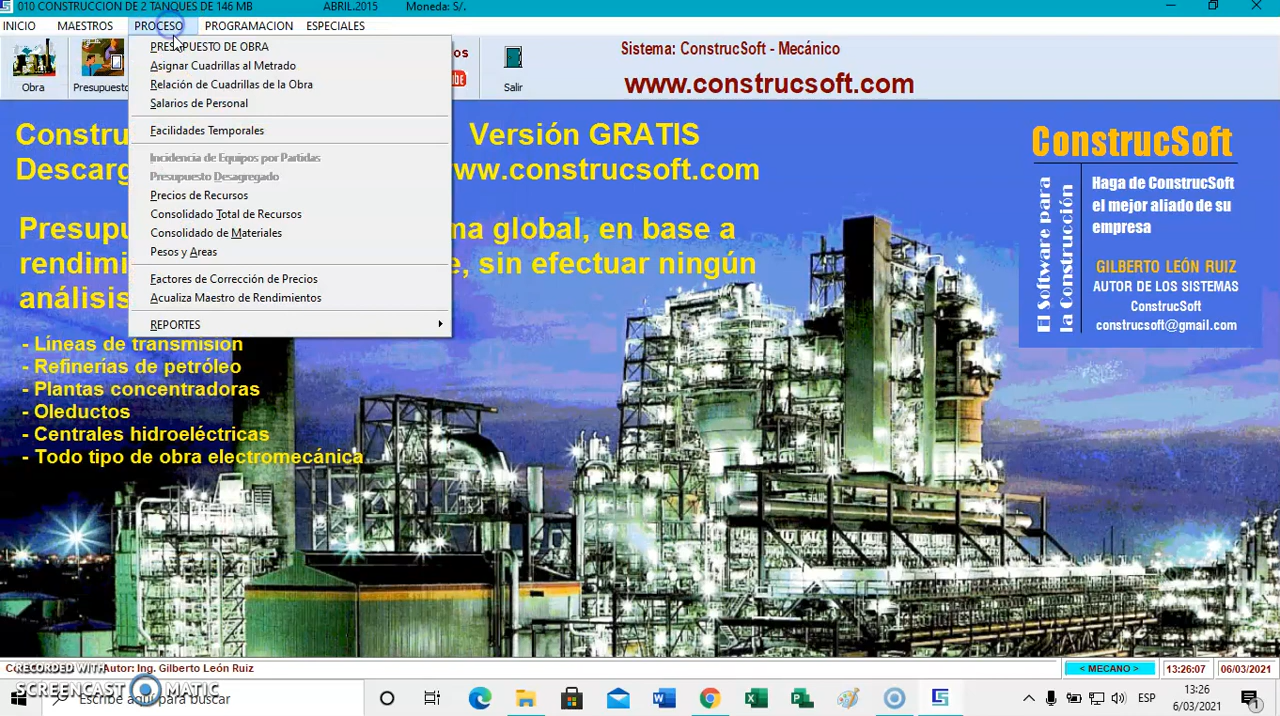 010 CONSTRUCCION DE 2 TANQUES DE 146 MB ABRIL.2015 Moneda: S/.
INICIO MAESTROS PROCESO PROGRAMACION ESPECIALES
Obra
Presupuesto
PRESUPUESTO DE OBRA
Asignar Cuadrillas al Metrado
Relación de Cuadrillas de la Obra
Salarios de Personal
Facilidades Temporales
Incidencia de Equipos por Partidas
Presupuesto Desagregado
Precios de Recursos
Consolidado Total de Recursos
Consolidado de Materiales
Pesos y Areas
Factores de Corrección de Precios
Acualiza Maestro de Rendimientos
REPORTES
os
Salir
Sistema: ConstrucSoft - Mecánico
www.construcsoft.com
Constru Versión GRATIS
Descarg ww.construcsoft.com
Presupu ma global, en base a
rendimi e, sin efectuar ningún
análisis
- Líneas de transmisión
- Refinerías de petróleo
- Plantas concentradoras
- Oleductos
- Centrales hidroeléctricas
- Todo tipo de obra electromecánica
ConstrucSoft
El Software para
la Construcción
Haga de ConstrucSoft
el mejor aliado de su
empresa
GILBERTO LEÓN RUIZ
AUTOR DE LOS SISTEMAS
ConstrucSoft
construcsoft@gmail.com
Autor: Ing. Gilberto León Ruiz
< MECANO > 13:26:07 06/03/2021
RECORDED WITH
SCREENCAST MATIC
Escribe aquí para buscar
ESP
13:26
6/03/2021
1